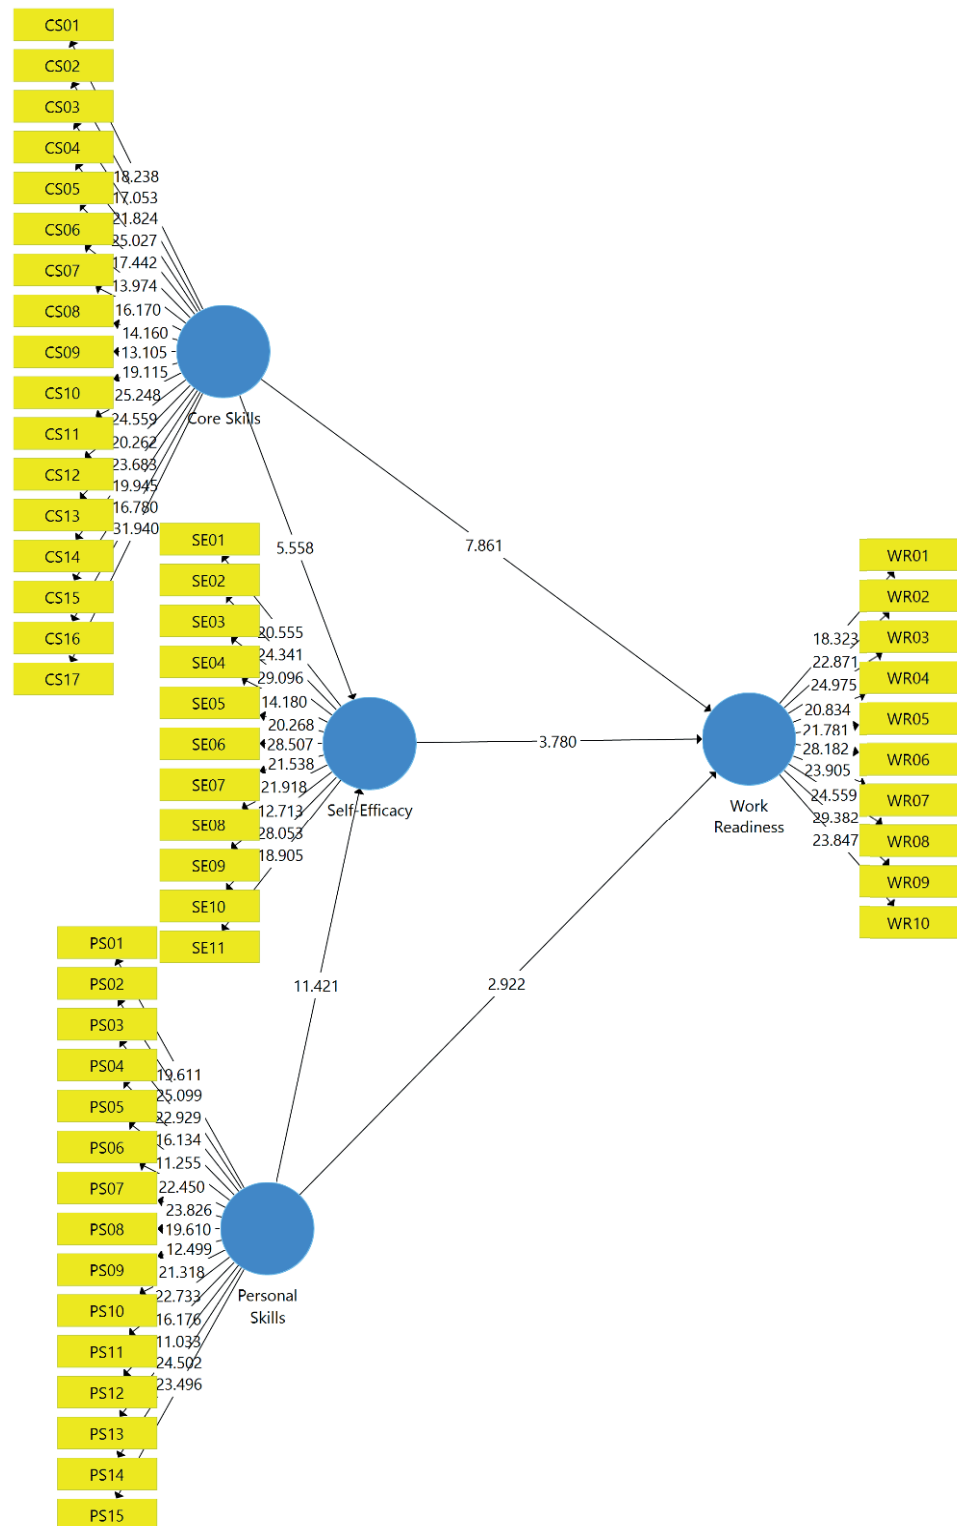 CS01
CS02
CS03
CS04
CS05
CS06
CS07
CS08
CS09
CS10
CS11
CS12
CS13
CS14
CS15
CS16
CS17
18.238
17.053
21.824
25.027
17.442
13.974
16.170
14.160
13.105
19.115
25.248
24.559
20.262
23.683
19.945
16.780
31.940
Core Skills
5.558
7.861
SE01
SE02
SE03
SE04
SE05
SE06
SE07
SE08
SE09
SE10
SE11
20.555
24.341
29.096
14.180
20.268
28.507
21.538
21.918
12.713
28.053
18.905
Self-Efficacy
3.780
WR01
WR02
WR03
WR04
WR05
WR06
WR07
WR08
WR09
WR10
18.323
22.871
24.975
20.834
21.781
28.182
23.905
24.559
29.382
23.847
Work
Readiness
11.421
2.922
PS01
PS02
PS03
PS04
PS05
PS06
PS07
PS08
PS09
PS10
PS11
PS12
PS13
PS14
PS15
19.611
25.099
22.929
16.134
11.255
22.450
23.826
19.610
12.499
21.318
22.733
16.176
11.033
24.502
23.496
Personal
Skills